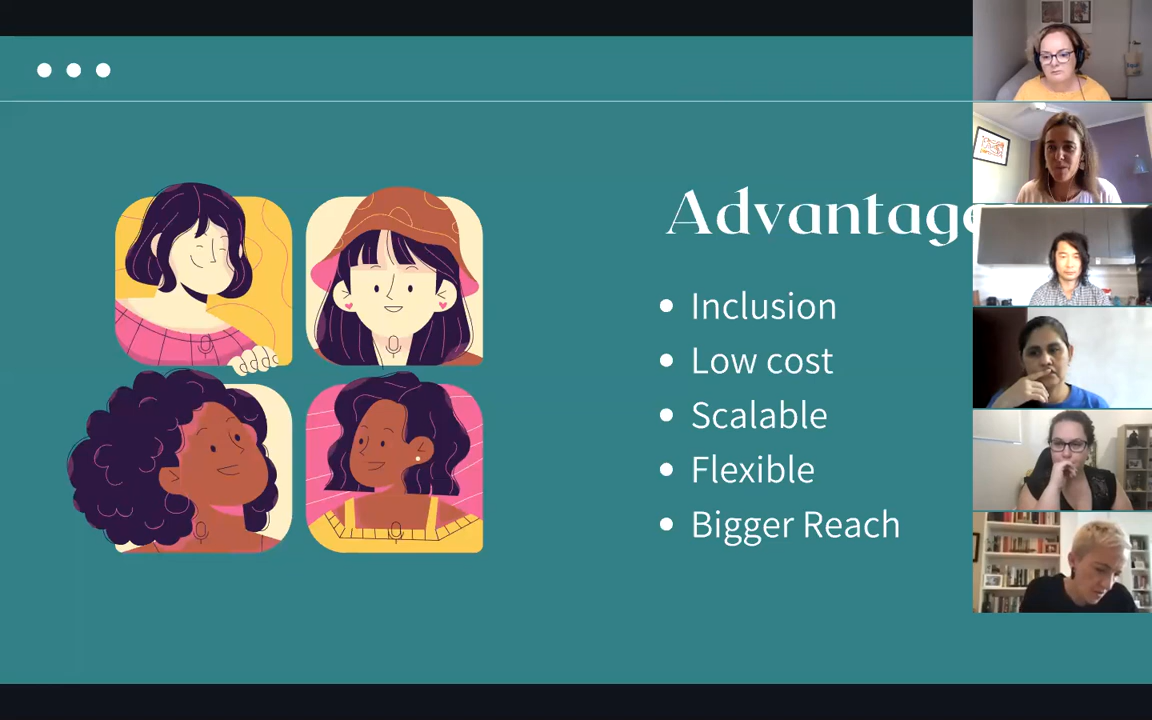 Advantage
Inclusion
Low cost
Scalable
Flexible
Bigger Reach